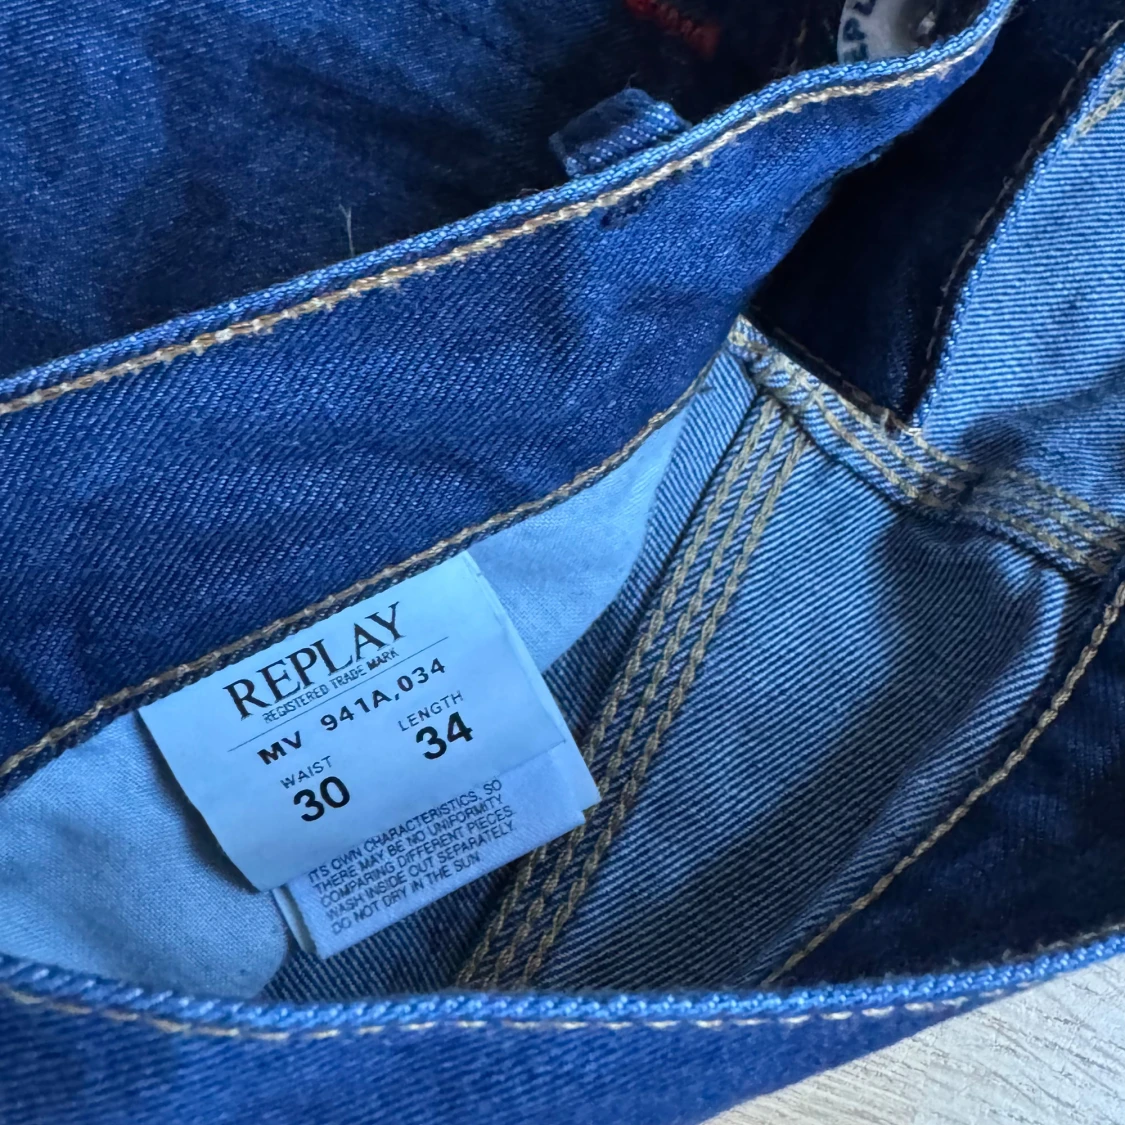 REPLAY
REGISTERED TRADE MARK
MV 941A,034
WAIST LENGTH
30 34
ITS OWN CHARACTERISTICS, SO
THERE MAY BE NO UNIFORMITY
COMPARING DIFFERENT PIECES.
WASH INSIDE OUT SEPARATELY.
DO NOT DRY IN THE SUN